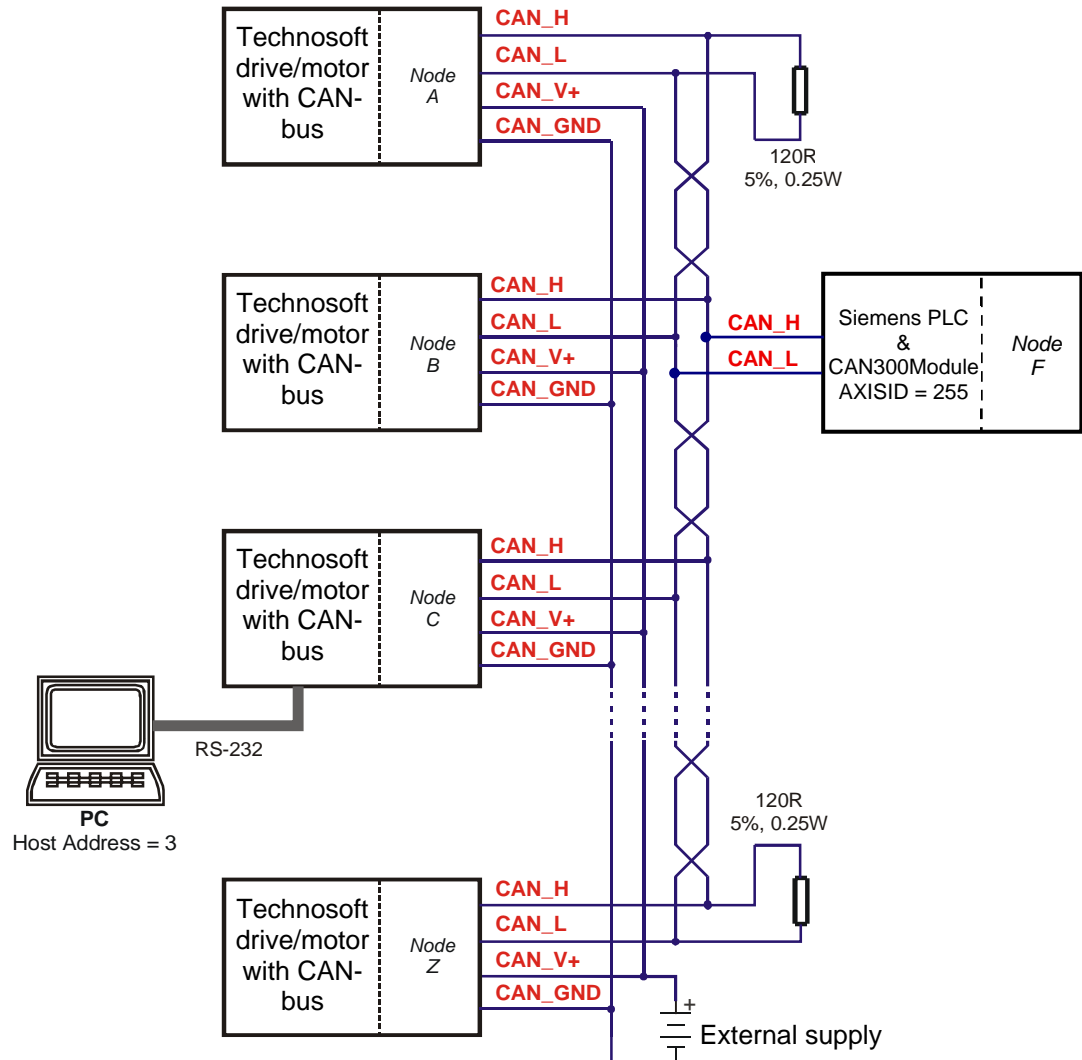 CAN_H
Technosoft
drive/motor
with CAN-
bus
Node
A
CAN_L
CAN_V+
CAN_GND
120R
5%, 0.25W
Technosoft
drive/motor
with CAN-
bus
Node
B
CAN_H
CAN_L
CAN_V+
CAN_GND
CAN_H
CAN_L
Siemens PLC
&
CAN300Module
AXISID = 255
Node
F
Technosoft
drive/motor
with CAN-
bus
Node
C
CAN_H
CAN_L
CAN_V+
CAN_GND
RS-232
PC
Host Address = 3
120R
5%, 0.25W
Technosoft
drive/motor
with CAN-
bus
Node
Z
CAN_H
CAN_L
CAN_V+
CAN_GND
+
External supply